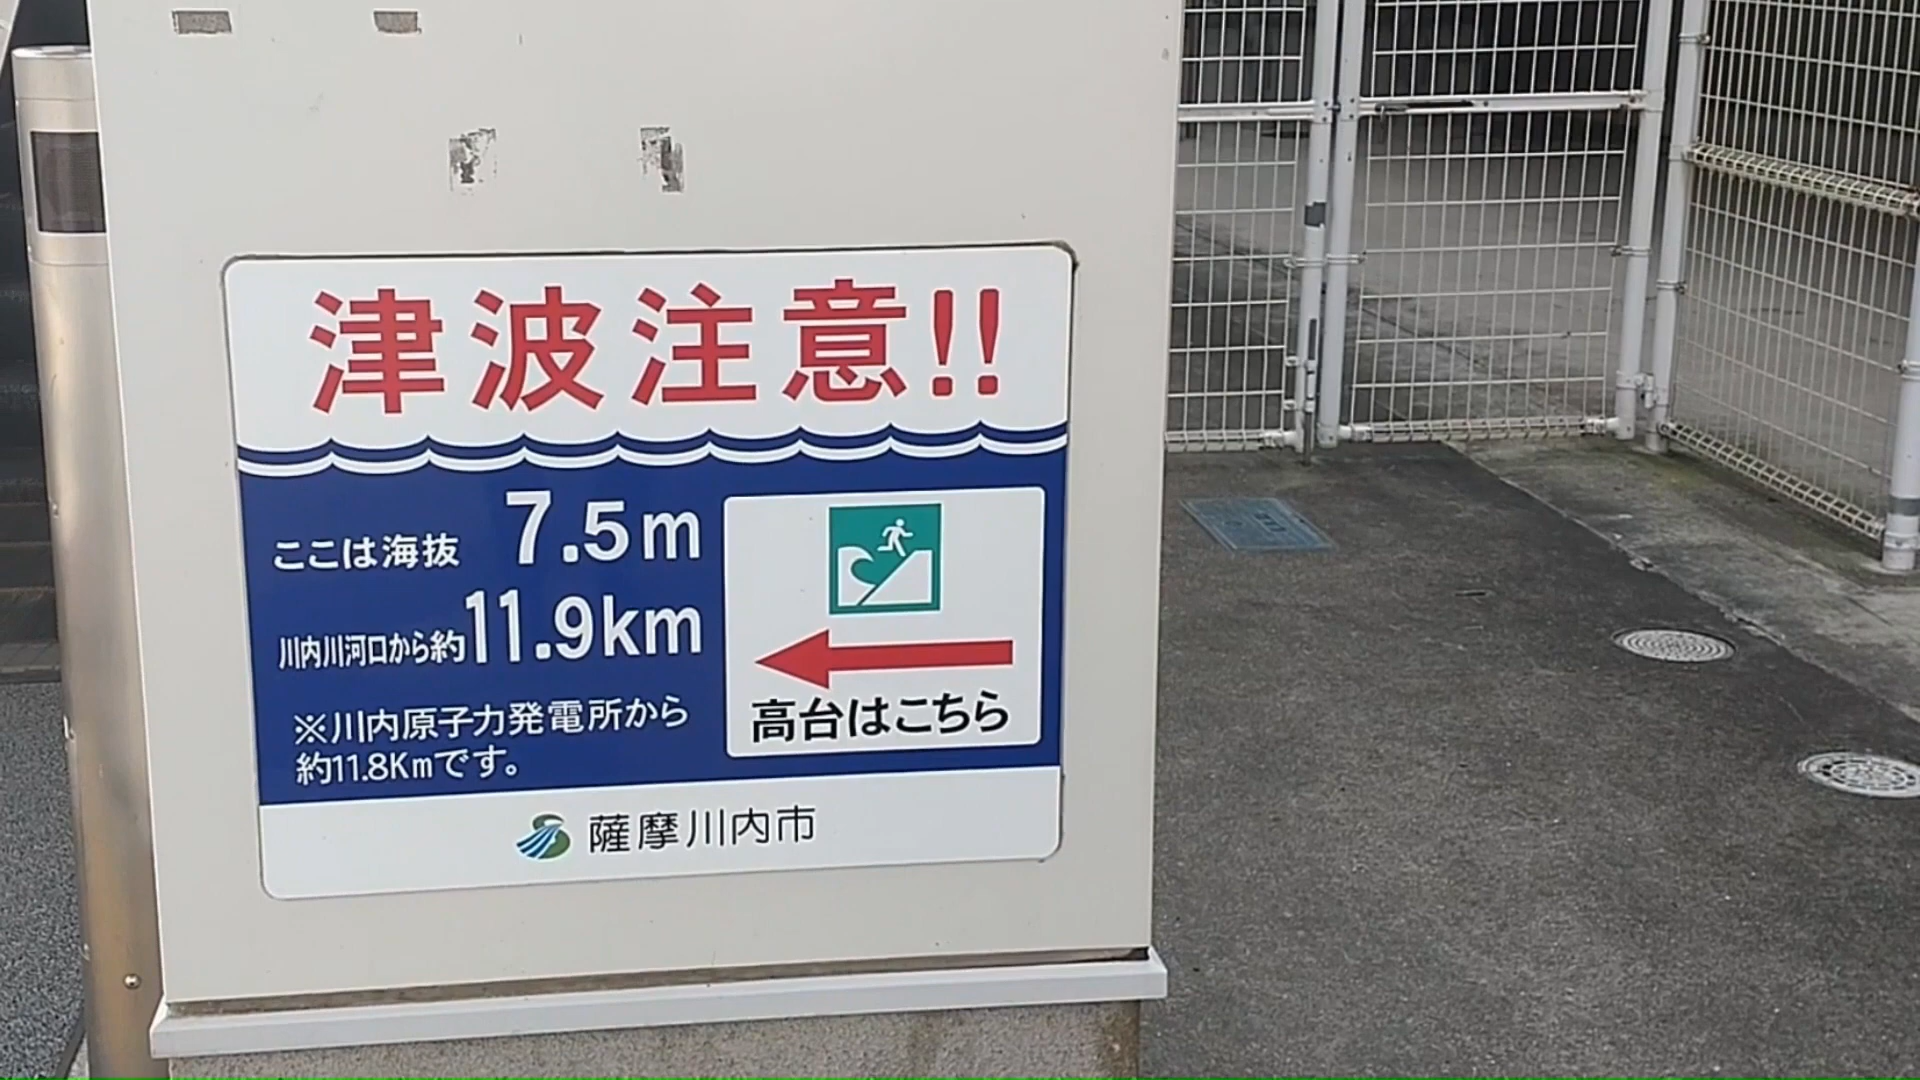 津波注意!!
ここは海抜 7.5m
川内川河口から約11.9km
※川内原子力発電所から
約11.8Kmです。
高台はこちら
薩摩川内市